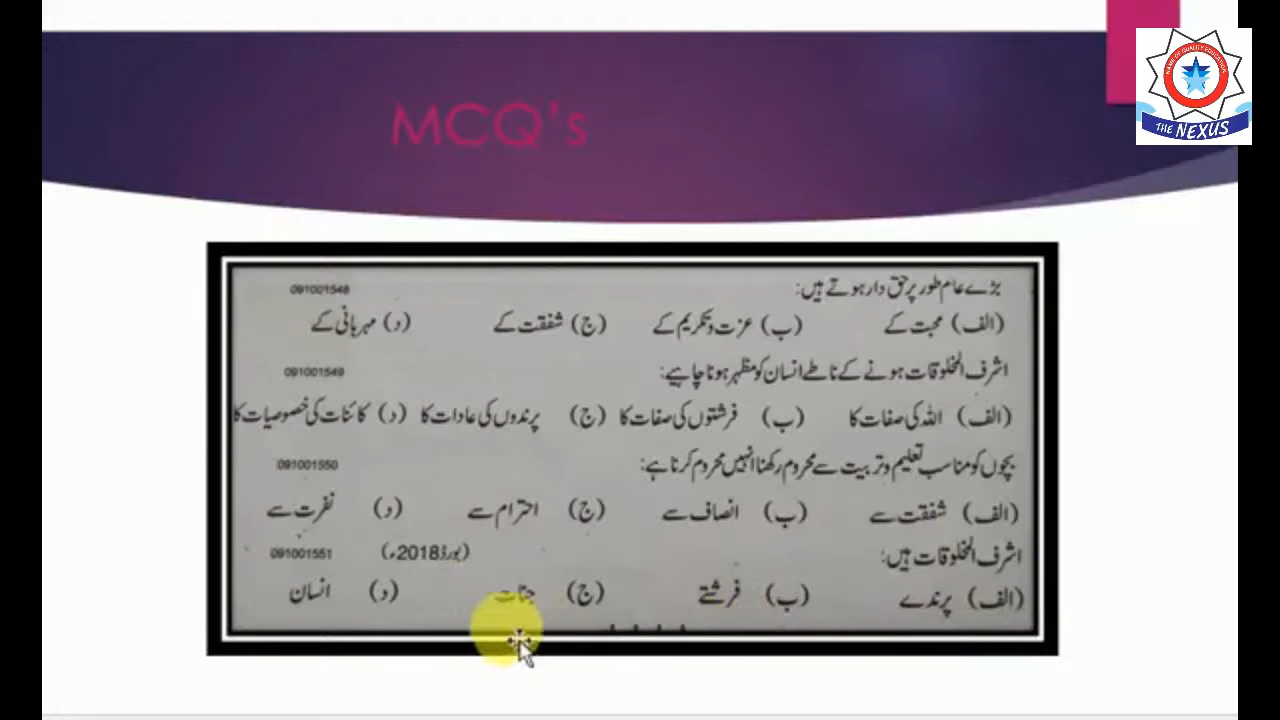 MCQ's
NAME OF QUALITY EDUCATION
THE NEXUS
بڑے عام طور پر حق دار ہوتے ہیں: 091001548
(الف) محبت کے (ب) عزت و تکریم کے (ج) شفقت کے (د) مہربانی کے
اشرف المخلوقات ہونے کے ناطے انسان کو مظہر ہونا چاہیے: 091001549
(الف) اللہ کی صفات کا (ب) فرشتوں کی صفات کا (ج) پرندوں کی عادات کا (د) کائنات کی خصوصیات کا
بچوں کو مناسب تعلیم و تربیت سے محروم رکھنا انہیں محروم کرنا ہے: 091001550
(الف) شفقت سے (ب) انصاف سے (ج) احترام سے (د) نفرت سے
اشرف المخلوقات ہیں: (بورڈ 2018ء) 091001551
(الف) پرندے (ب) فرشتے (ج) جنات (د) انسان